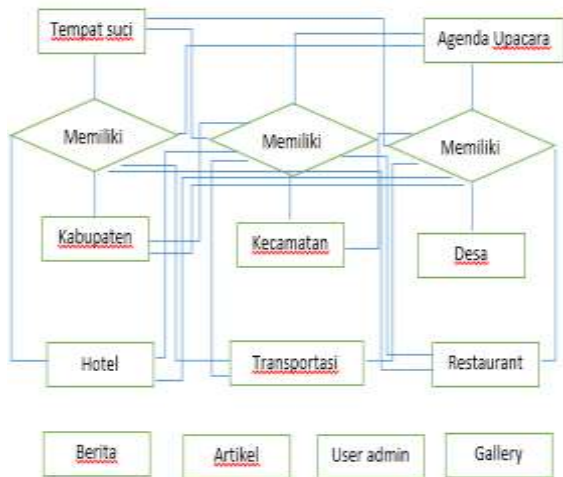 Tempat suci
Agenda Upacara
Memiliki
Memiliki
Memiliki
Kabupaten
Kecamatan
Desa
Hotel
Transportasi
Restaurant
Berita
Artikel
User admin
Gallery